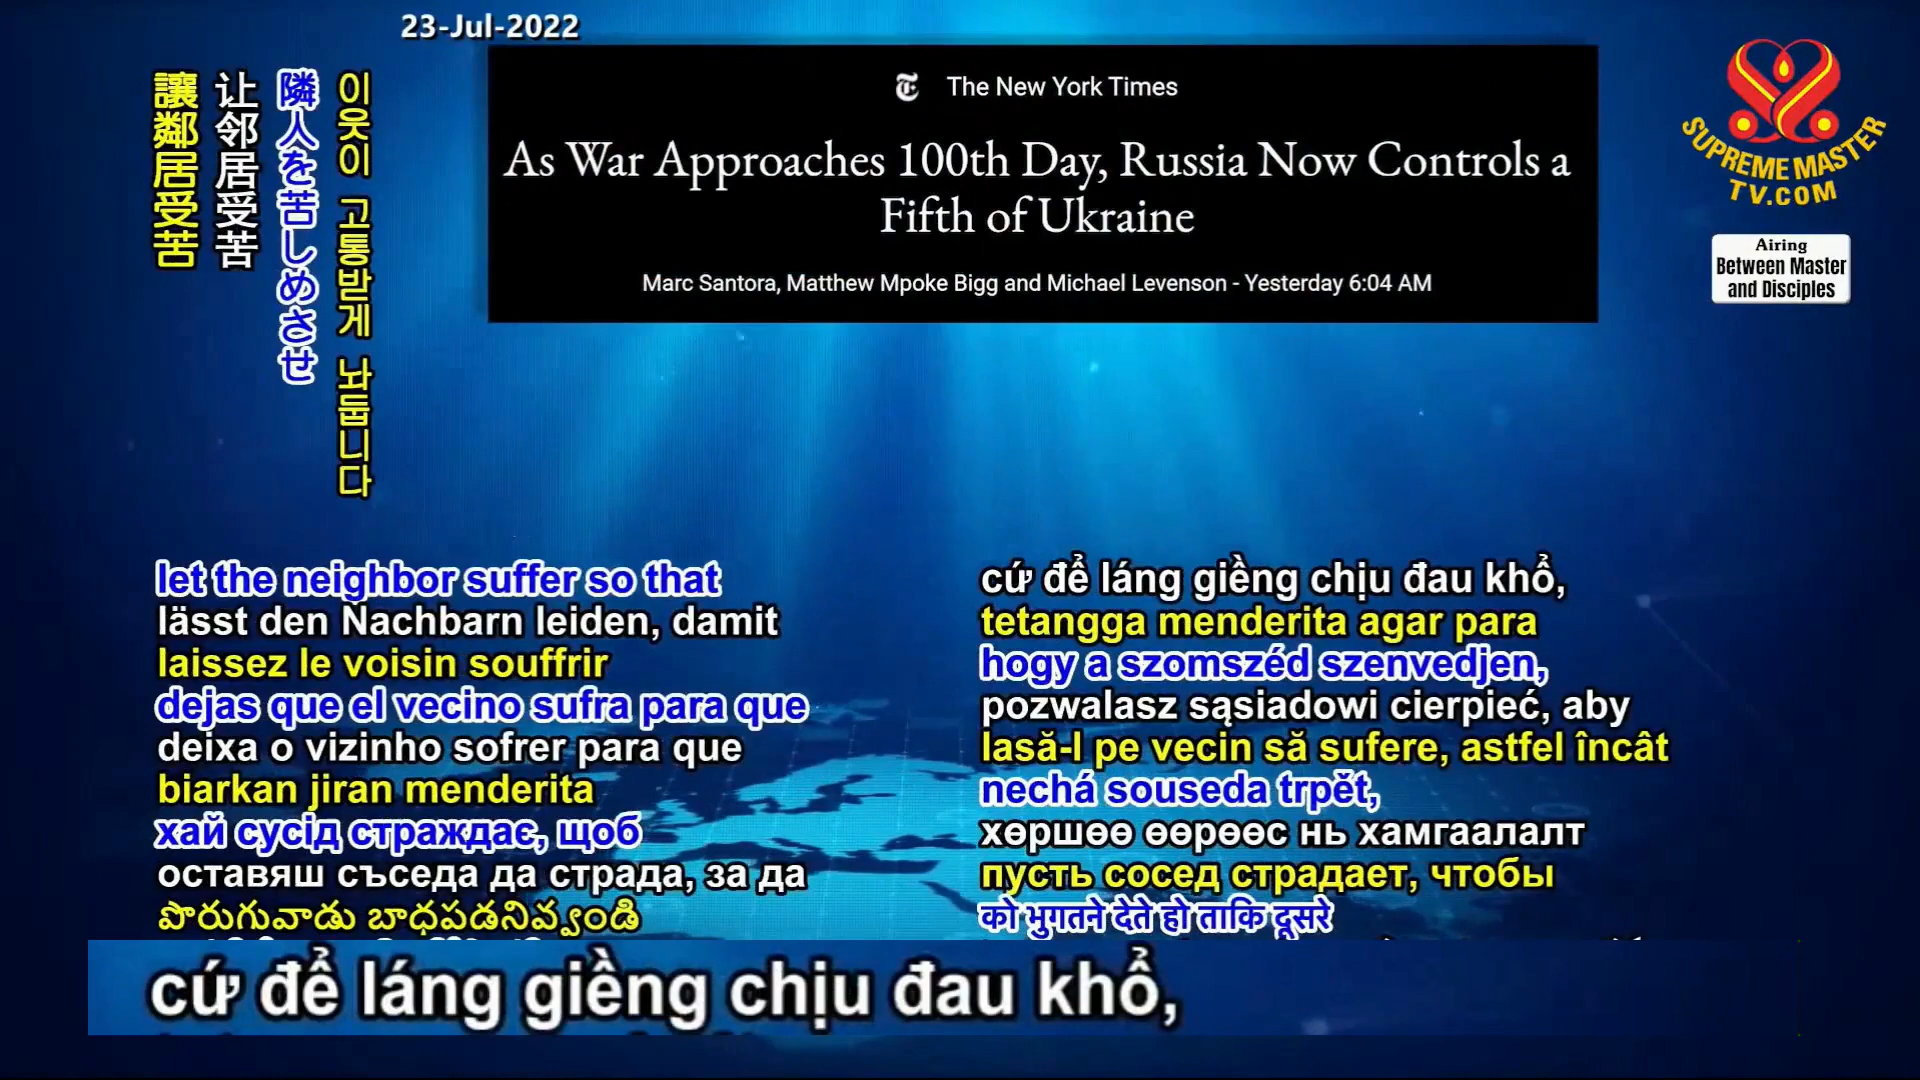 23-Jul-2022
The New York Times
As War Approaches 100th Day, Russia Now Controls a
Fifth of Ukraine
Marc Santora, Matthew Mpoke Bigg and Michael Levenson - Yesterday 6:04 AM
SUPREME MASTER
TV.COM
Airing
Between Master
and Disciples
讓鄰居受苦
让邻居受苦
隣人を苦しめさせ
이웃이 고통받게 놔둡니다
let the neighbor suffer so that
lässt den Nachbarn leiden, damit
laissez le voisin souffrir
dejas que el vecino sufra para que
deixa o vizinho sofrer para que
biarkan jiran menderita
хай сусід страждає, щоб
оставяш съседа да страда, за да
పొరుగువాడు బాధపడనివ్వండి
cứ để láng giềng chịu đau khổ,
tetangga menderita agar para
hogy a szomszéd szenvedjen,
pozwalasz sąsiadowi cierpieć, aby
lasă-l pe vecin să sufere, astfel încât
nechá souseda trpět,
хөршөө өөрөөс нь хамгаалалт
пусть сосед страдает, чтобы
को भुगतने देते हो ताकि दूसरे
cứ để láng giềng chịu đau khổ,